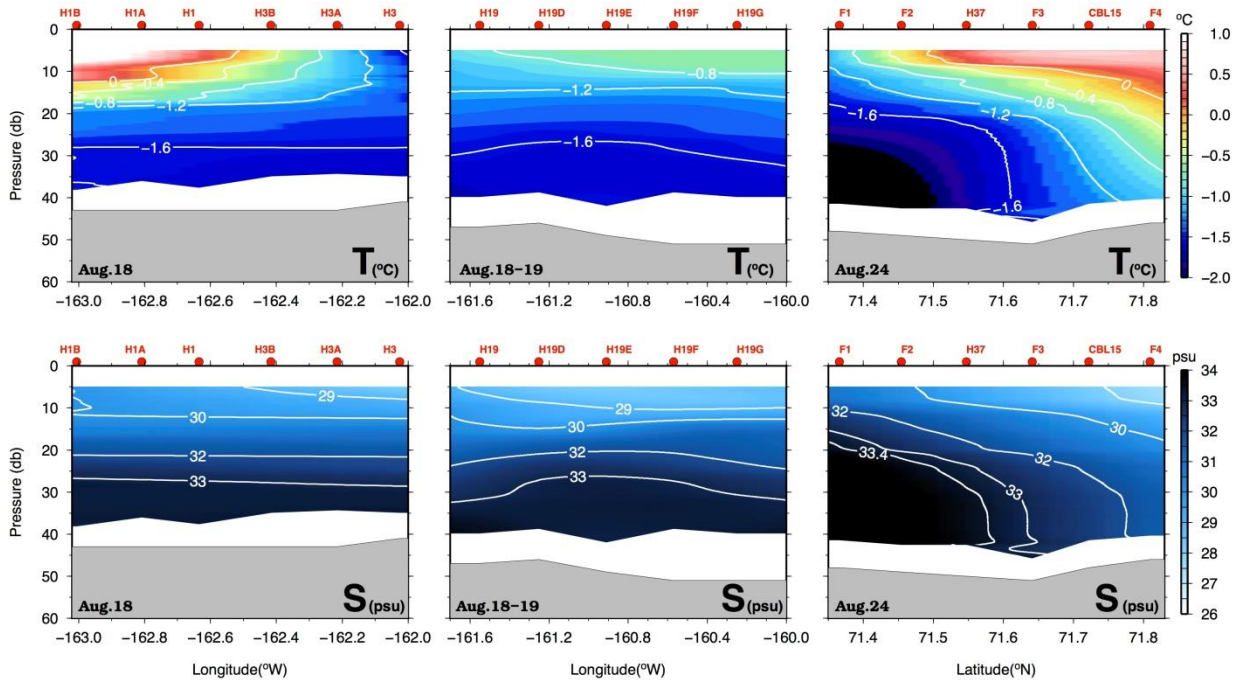 H1B H1A H1 H3B H3A H3
H19 H19D H19E H19F H19G
F1 F2 H37 F3 CBL15 F4
ºC
Pressure (db)
0
10
20
30
40
50
60
0 −0.4
−0.8 −1.2
−1.6
Aug.18
T(ºC)
−163.0 −162.8 −162.6 −162.4 −162.2 −162.0
−0.8
−1.2
−1.6
Aug.18−19
T(ºC)
−161.6 −161.2 −160.8 −160.4 −160.0
0
−0.4
−0.8
−1.2
−1.6
−1.6
Aug.24
T(ºC)
71.4 71.5 71.6 71.7 71.8
1.0
0.5
0.0
−0.5
−1.0
−1.5
−2.0
H1B H1A H1 H3B H3A H3
H19 H19D H19E H19F H19G
F1 F2 H37 F3 CBL15 F4
psu
Pressure (db)
0
10
20
30
40
50
60
29
30
32
33
Aug.18
S(psu)
−163.0 −162.8 −162.6 −162.4 −162.2 −162.0
Longitude(ºW)
29
30
32
33
Aug.18−19
S(psu)
−161.6 −161.2 −160.8 −160.4 −160.0
Longitude(ºW)
32
30
33.4
32
33
Aug.24
S(psu)
71.4 71.5 71.6 71.7 71.8
Latitude(ºN)
34
33
32
31
30
29
28
27
26